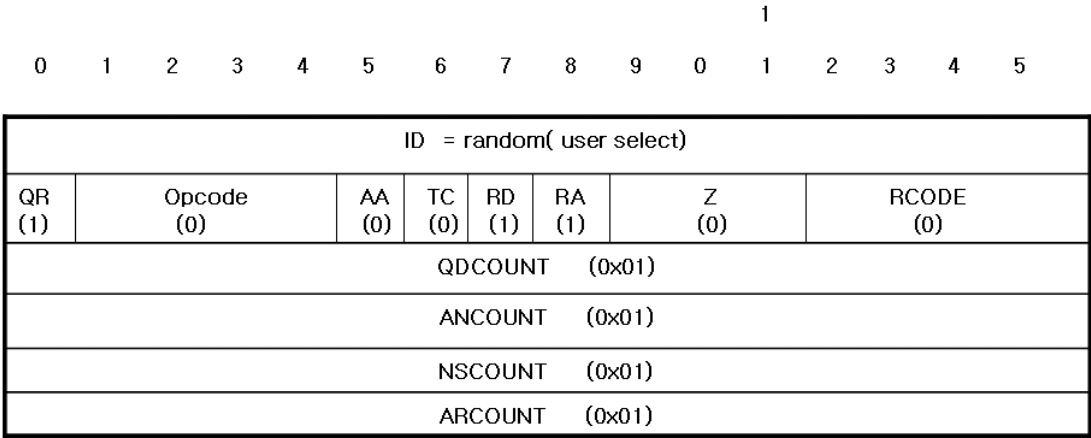 1
0 1 2 3 4 5 6 7 8 9 0 1 2 3 4 5
ID = random( user select)
QR Opcode AA TC RD RA Z RCODE
(1) (0) (0) (0) (1) (1) (0) (0)
QDCOUNT (0x01)
ANCOUNT (0x01)
NSCOUNT (0x01)
ARCOUNT (0x01)